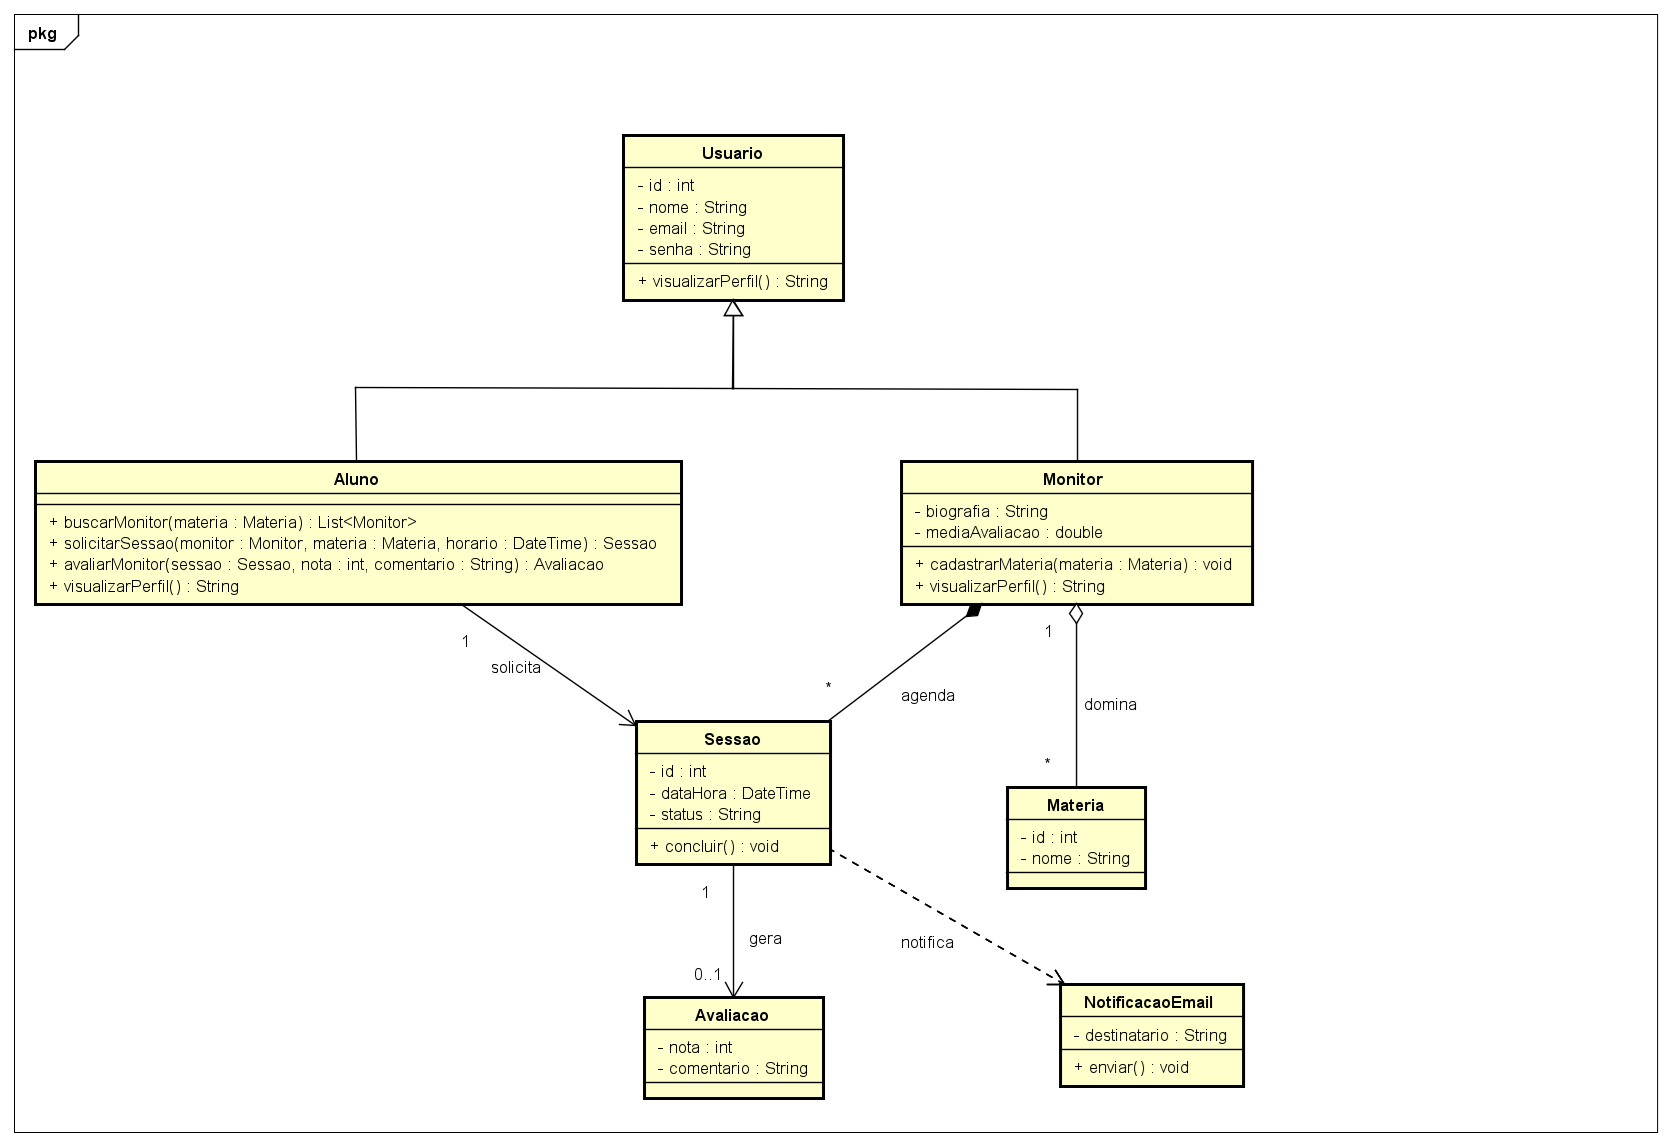 pkg
Usuario
- id : int
- nome : String
- email : String
- senha : String
+ visualizarPerfil() : String
Aluno
+ buscarMonitor(materia : Materia) : List<Monitor>
+ solicitarSessao(monitor : Monitor, materia : Materia, horario : DateTime) : Sessao
+ avaliarMonitor(sessao : Sessao, nota : int, comentario : String) : Avaliacao
+ visualizarPerfil() : String
Monitor
- biografia : String
- mediaAvaliacao : double
+ cadastrarMateria(materia : Materia) : void
+ visualizarPerfil() : String
1
solicita
*
agenda
1
domina
*
Sessao
- id : int
- dataHora : DateTime
- status : String
+ concluir() : void
Materia
- id : int
- nome : String
1
gera
0..1
notifica
Avaliacao
- nota : int
- comentario : String
NotificacaoEmail
- destinatario : String
+ enviar() : void